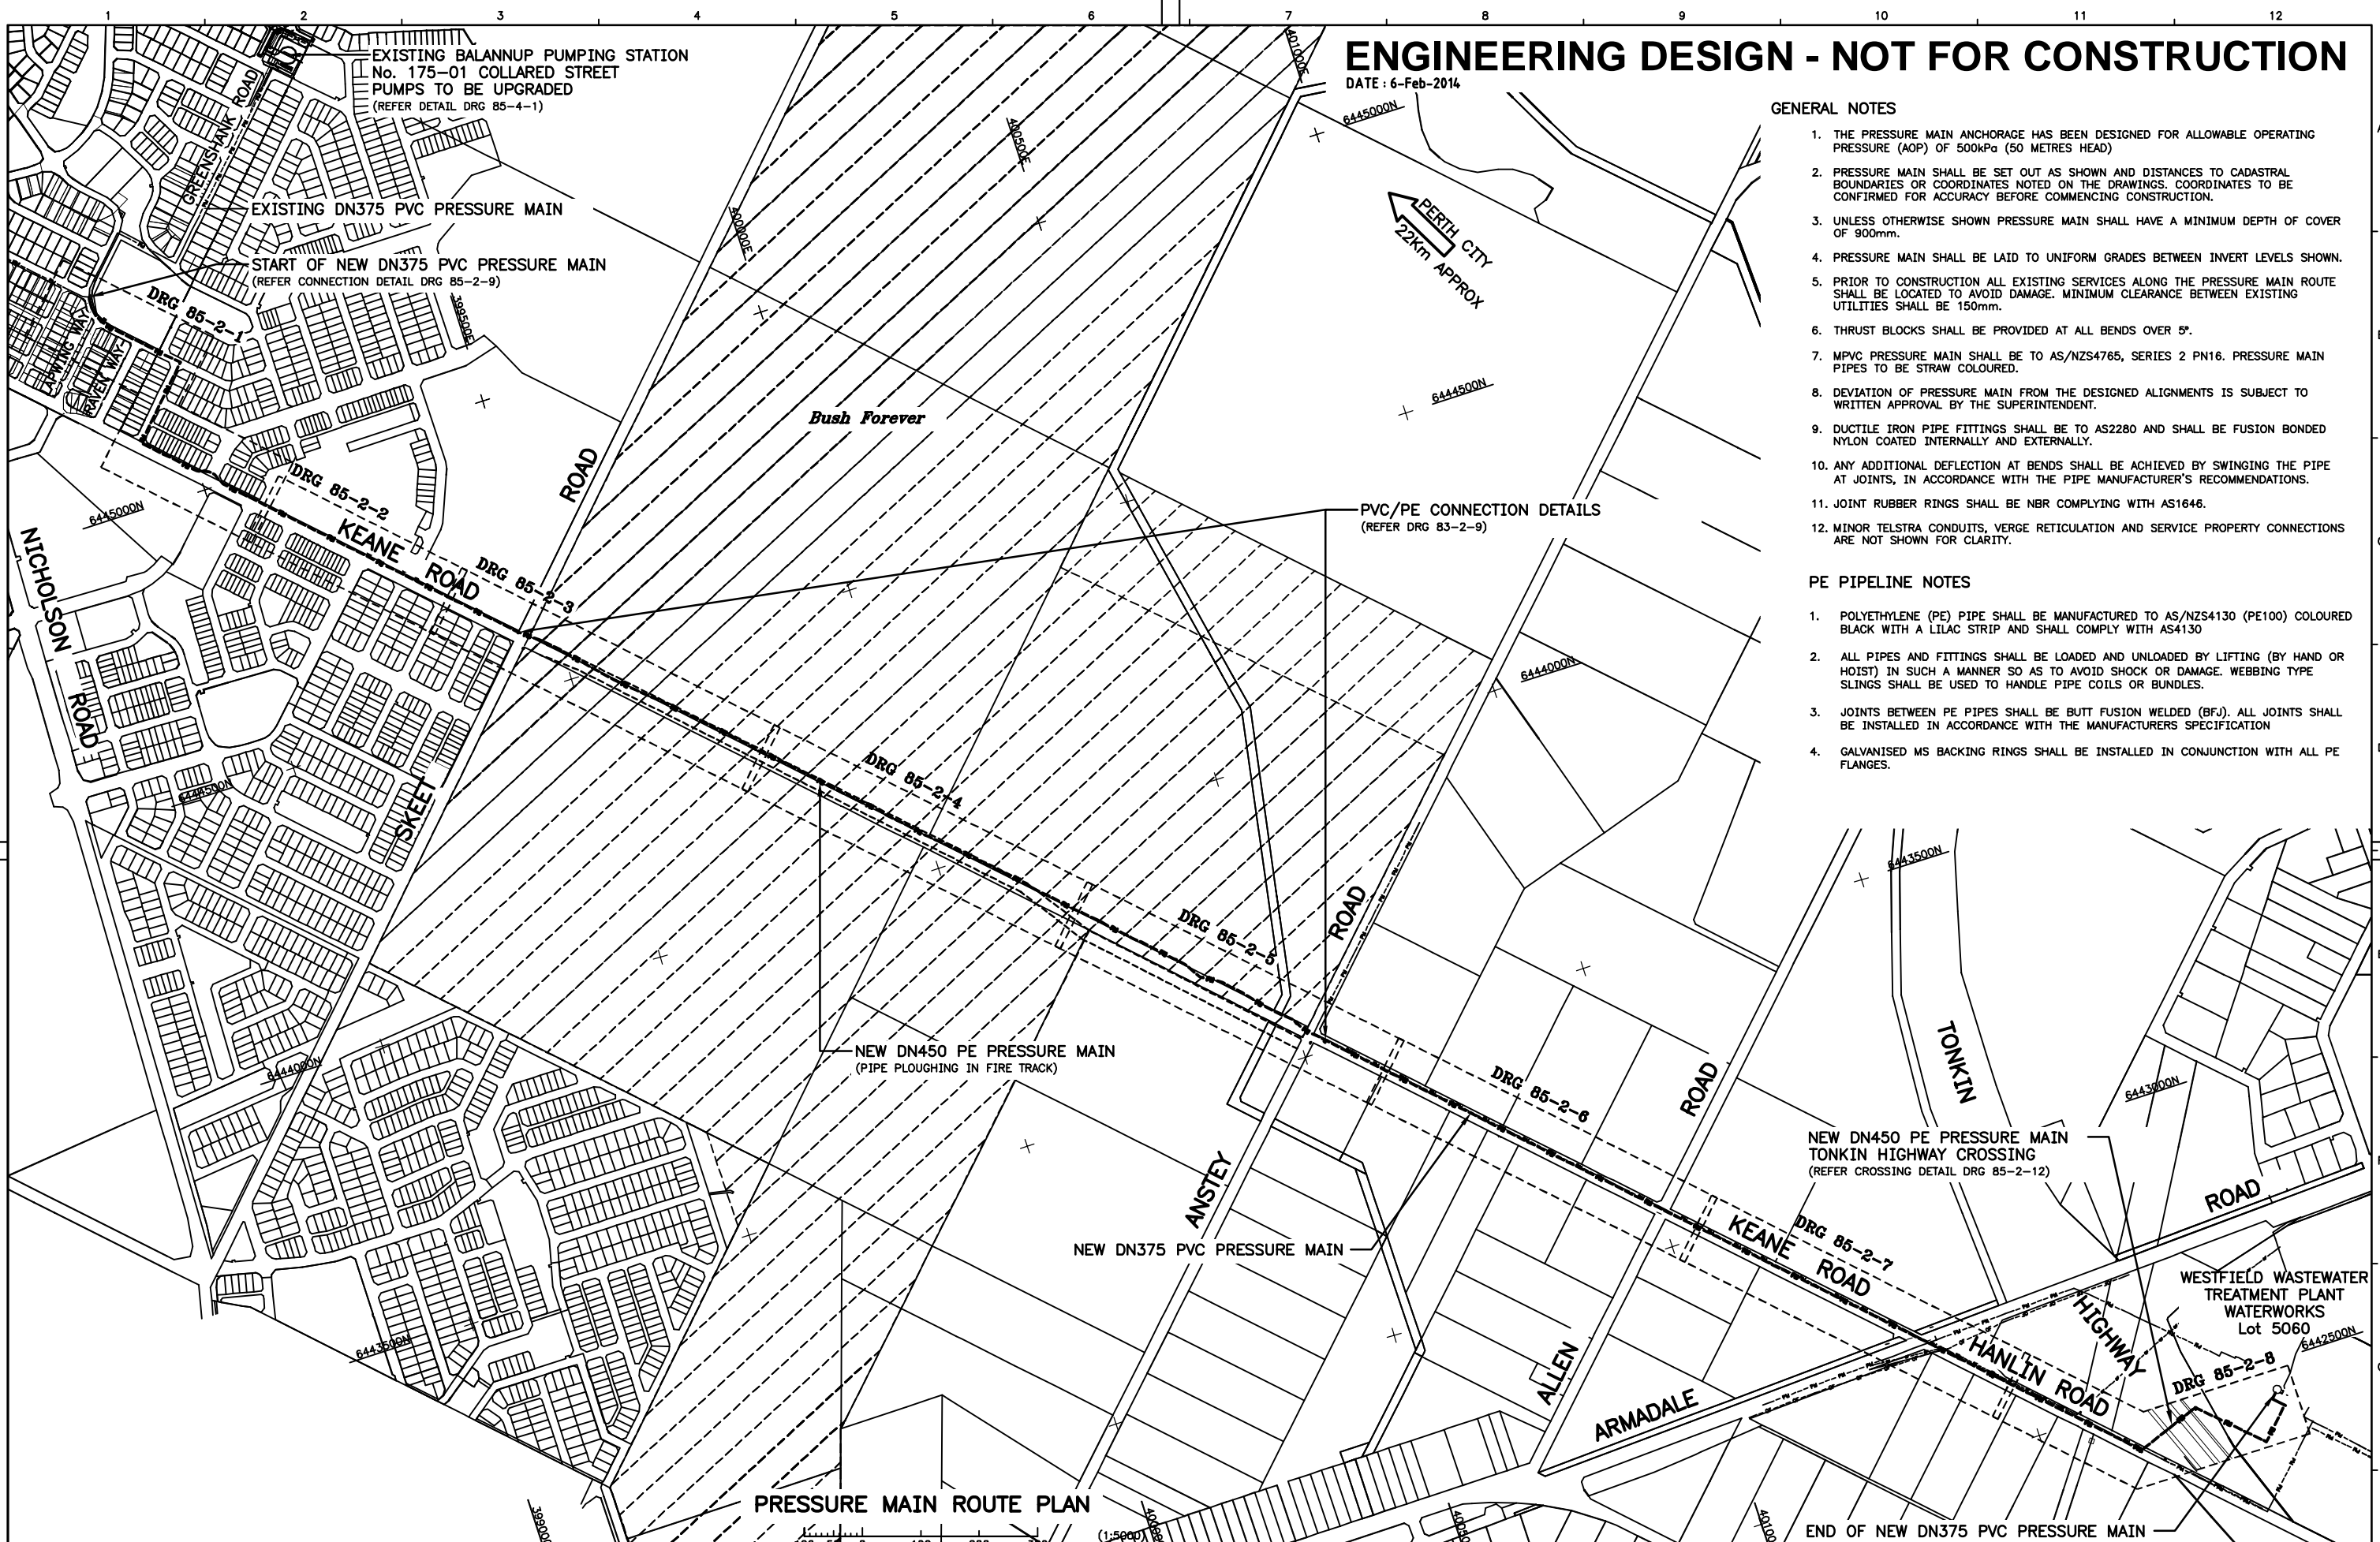 1 2 3 4 5 6 7 8 9 10 11 12
ENGINEERING DESIGN - NOT FOR CONSTRUCTION
DATE : 6-Feb-2014
EXISTING BALANNUP PUMPING STATION
No. 175-01 COLLARED STREET
PUMPS TO BE UPGRADED
(REFER DETAIL DRG 85-4-1)
GREENSHANK ROAD
EXISTING DN375 PVC PRESSURE MAIN
START OF NEW DN375 PVC PRESSURE MAIN
(REFER CONNECTION DETAIL DRG 85-2-9)
DRG 85-2-1
LAPWING WAY
RAVEN WAY
399500E
400000E
400500E
401000E
6445000N
PERTH CITY
22Km APPROX
6444500N
Bush Forever
ROAD
DRG 85-2-2
6445000N
KEANE ROAD
DRG 85-2-3
NICHOLSON ROAD
PVC/PE CONNECTION DETAILS
(REFER DRG 83-2-9)
6444000N
SKEET
6444500N
DRG 85-2-4
DRG 85-2-5
ROAD
6443500N
NEW DN450 PE PRESSURE MAIN
(PIPE PLOUGHING IN FIRE TRACK)
6444000N
DRG 85-2-6
ROAD
TONKIN
6443000N
NEW DN450 PE PRESSURE MAIN
TONKIN HIGHWAY CROSSING
(REFER CROSSING DETAIL DRG 85-2-12)
ROAD
ANSTEY
NEW DN375 PVC PRESSURE MAIN
KEANE ROAD
DRG 85-2-7
WESTFIELD WASTEWATER
TREATMENT PLANT
WATERWORKS
Lot 5060
6442500N
HIGHWAY
HANLIN ROAD
DRG 85-2-8
6443500N
ALLEN
ARMADALE
PRESSURE MAIN ROUTE PLAN
(1:5000)
END OF NEW DN375 PVC PRESSURE MAIN
GENERAL NOTES
1. THE PRESSURE MAIN ANCHORAGE HAS BEEN DESIGNED FOR ALLOWABLE OPERATING
PRESSURE (AOP) OF 500kPa (50 METRES HEAD)
2. PRESSURE MAIN SHALL BE SET OUT AS SHOWN AND DISTANCES TO CADASTRAL
BOUNDARIES OR COORDINATES NOTED ON THE DRAWINGS. COORDINATES TO BE
CONFIRMED FOR ACCURACY BEFORE COMMENCING CONSTRUCTION.
3. UNLESS OTHERWISE SHOWN PRESSURE MAIN SHALL HAVE A MINIMUM DEPTH OF COVER
OF 900mm.
4. PRESSURE MAIN SHALL BE LAID TO UNIFORM GRADES BETWEEN INVERT LEVELS SHOWN.
5. PRIOR TO CONSTRUCTION ALL EXISTING SERVICES ALONG THE PRESSURE MAIN ROUTE
SHALL BE LOCATED TO AVOID DAMAGE. MINIMUM CLEARANCE BETWEEN EXISTING
UTILITIES SHALL BE 150mm.
6. THRUST BLOCKS SHALL BE PROVIDED AT ALL BENDS OVER 5°.
7. MPVC PRESSURE MAIN SHALL BE TO AS/NZS4765, SERIES 2 PN16. PRESSURE MAIN
PIPES TO BE STRAW COLOURED.
8. DEVIATION OF PRESSURE MAIN FROM THE DESIGNED ALIGNMENTS IS SUBJECT TO
WRITTEN APPROVAL BY THE SUPERINTENDENT.
9. DUCTILE IRON PIPE FITTINGS SHALL BE TO AS2280 AND SHALL BE FUSION BONDED
NYLON COATED INTERNALLY AND EXTERNALLY.
10. ANY ADDITIONAL DEFLECTION AT BENDS SHALL BE ACHIEVED BY SWINGING THE PIPE
AT JOINTS, IN ACCORDANCE WITH THE PIPE MANUFACTURER'S RECOMMENDATIONS.
11. JOINT RUBBER RINGS SHALL BE NBR COMPLYING WITH AS1646.
12. MINOR TELSTRA CONDUITS, VERGE RETICULATION AND SERVICE PROPERTY CONNECTIONS
ARE NOT SHOWN FOR CLARITY.
PE PIPELINE NOTES
1. POLYETHYLENE (PE) PIPE SHALL BE MANUFACTURED TO AS/NZS4130 (PE100) COLOURED
BLACK WITH A LILAC STRIP AND SHALL COMPLY WITH AS4130
2. ALL PIPES AND FITTINGS SHALL BE LOADED AND UNLOADED BY LIFTING (BY HAND OR
HOIST) IN SUCH A MANNER SO AS TO AVOID SHOCK OR DAMAGE. WEBBING TYPE
SLINGS SHALL BE USED TO HANDLE PIPE COILS OR BUNDLES.
3. JOINTS BETWEEN PE PIPES SHALL BE BUTT FUSION WELDED (BFJ). ALL JOINTS SHALL
BE INSTALLED IN ACCORDANCE WITH THE MANUFACTURERS SPECIFICATION
4. GALVANISED MS BACKING RINGS SHALL BE INSTALLED IN CONJUNCTION WITH ALL PE
FLANGES.